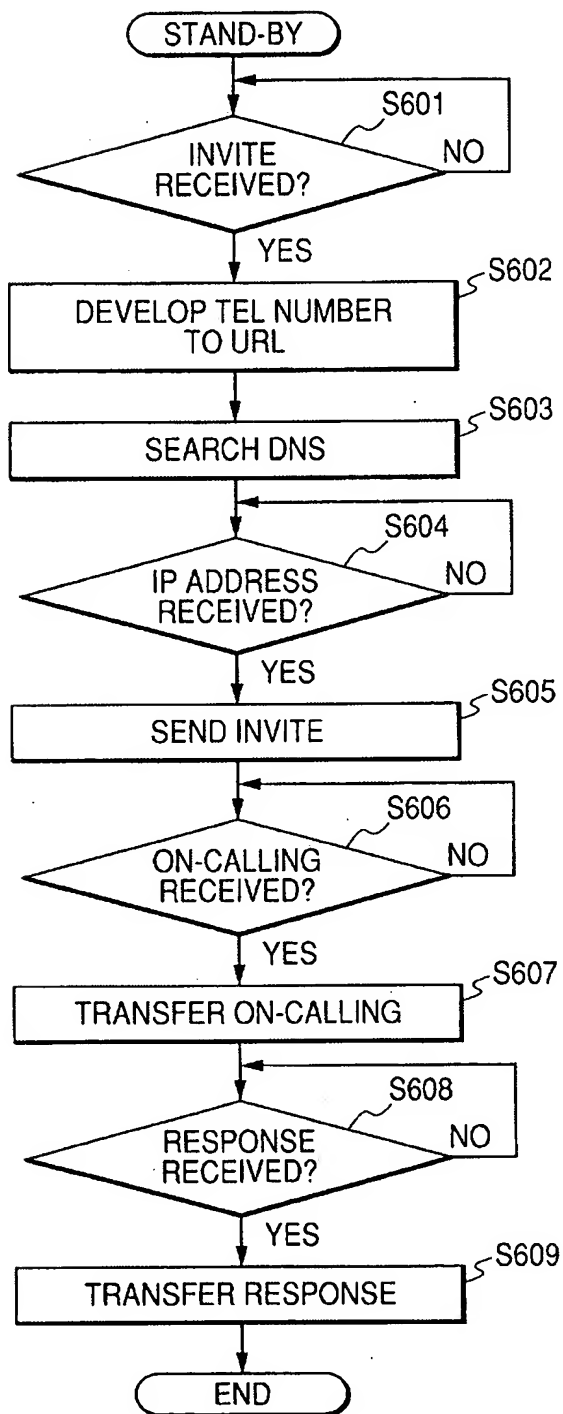 STAND-BY
S601
INVITE
RECEIVED?
NO
YES
S602
DEVELOP TEL NUMBER
TO URL
S603
SEARCH DNS
S604
IP ADDRESS
RECEIVED?
NO
YES
S605
SEND INVITE
S606
ON-CALLING
RECEIVED?
NO
YES
S607
TRANSFER ON-CALLING
S608
RESPONSE
RECEIVED?
NO
YES
S609
TRANSFER RESPONSE
END